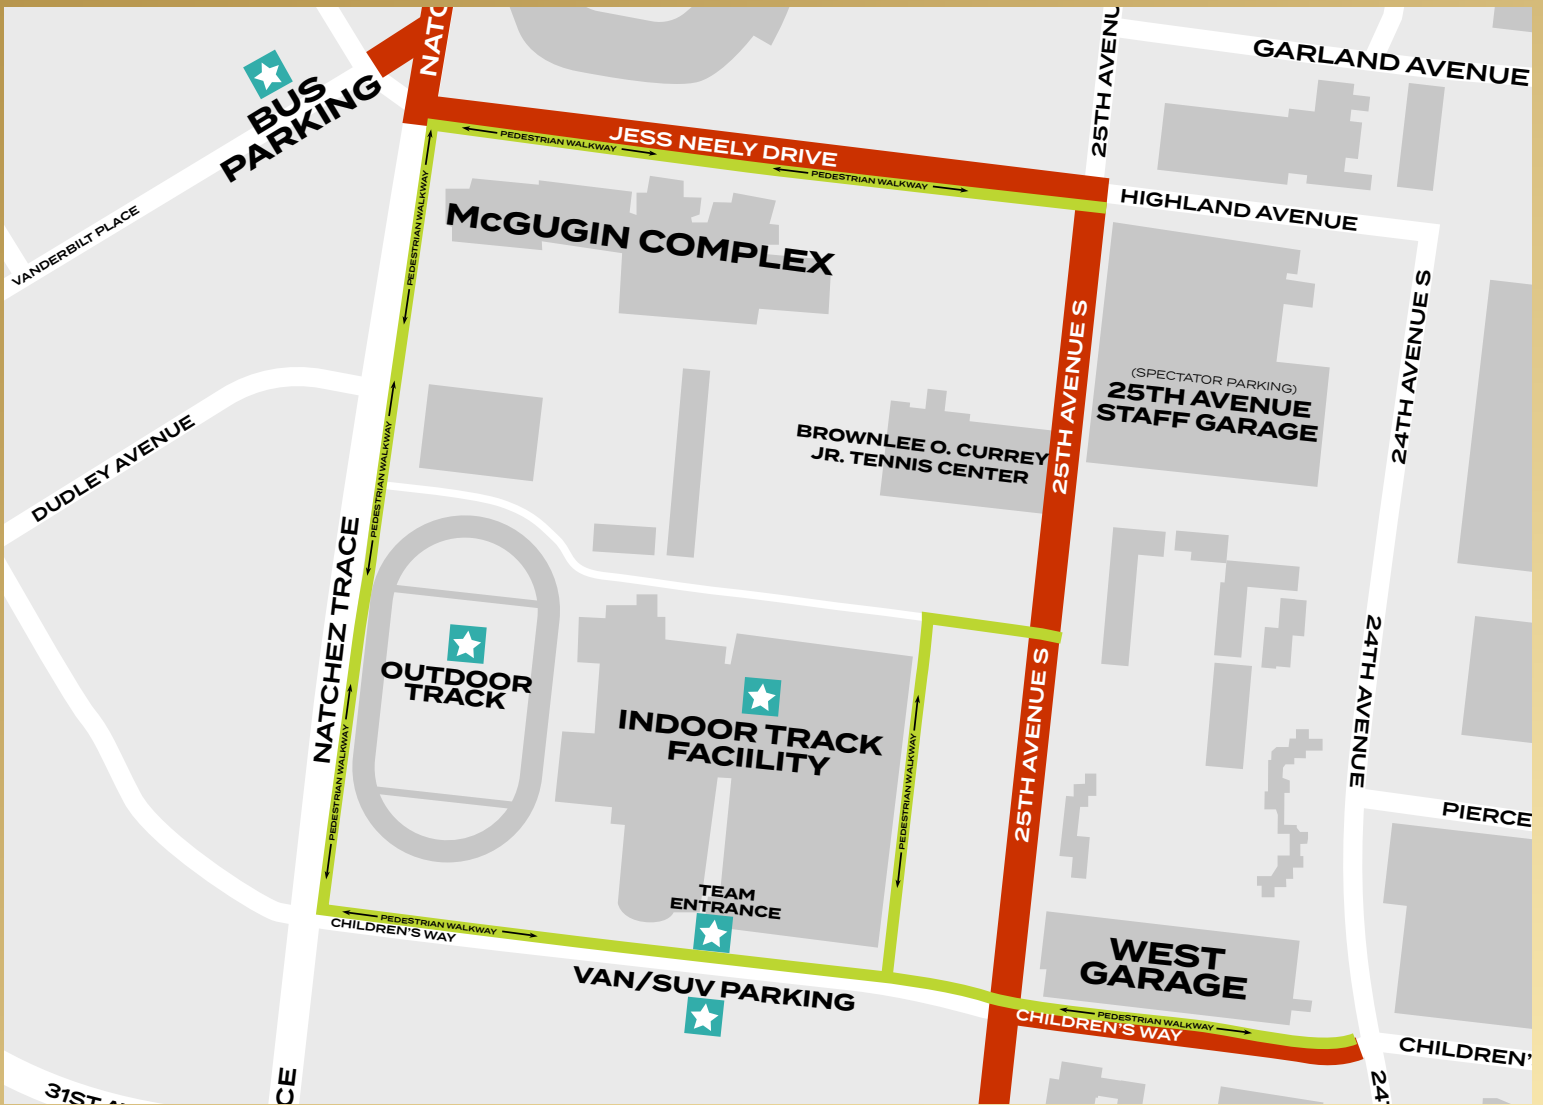 NATC
25TH AVENU
GARLAND AVENUE
BUS
PARKING
JESS NEELY DRIVE
PEDESTRIAN WALKWAY
PEDESTRIAN WALKWAY
HIGHLAND AVENUE
VANDERBILT PLACE
PEDESTRIAN WALKWAY
McGUGIN COMPLEX
25TH AVENUE S
24TH AVENUE S
(SPECTATOR PARKING)
25TH AVENUE
STAFF GARAGE
DUDLEY AVENUE
PEDESTRIAN WALKWAY
BROWNLEE O. CURREY
JR. TENNIS CENTER
NATCHEZ TRACE
OUTDOOR
TRACK
INDOOR TRACK
FACIILITY
25TH AVENUE S
24TH AVENUE
PEDESTRIAN WALKWAY
PEDESTRIAN WALKWAY
PIERCE
TEAM
ENTRANCE
PEDESTRIAN WALKWAY
CHILDREN'S WAY
VAN/SUV PARKING
WEST
GARAGE
PEDESTRIAN WALKWAY
CHILDREN'S WAY
CHILDREN'
31ST A
CE
24